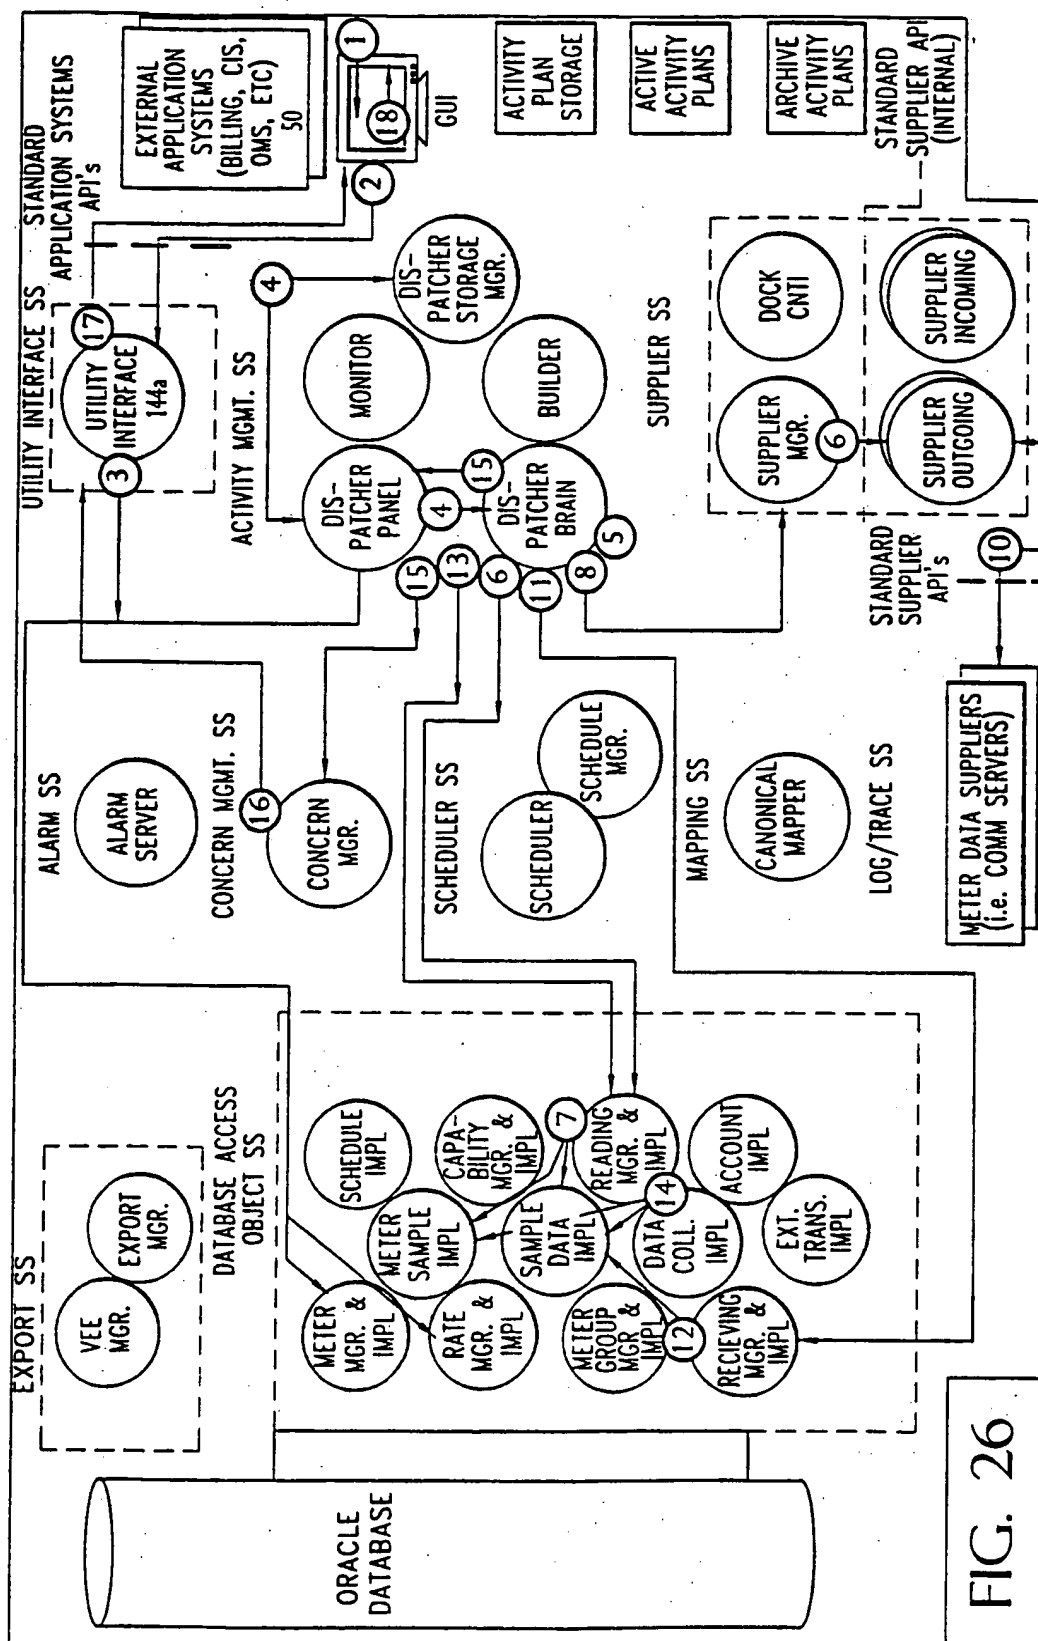 UTILITY INTERFACE SS
STANDARD
APPLICATION SYSTEMS
API's
EXTERNAL
APPLICATION
SYSTEMS
(BILLING, CIS,
OMS, ETC)
50
1
18
GUI
2
17
UTILITY
INTERFACE
144a
3
ACTIVITY
PLAN
STORAGE
ACTIVE
ACTIVITY
PLANS
ARCHIVE
ACTIVITY
PLANS
ACTIVITY MGMT. SS
4
DIS-
PATCHER
STORAGE
MGR.
MONITOR
BUILDER
DIS-
PATCHER
PANEL
4
15
DIS-
PATCHER
BRAIN
15
13
6
11
8
5
SUPPLIER SS
STANDARD
SUPPLIER API
(INTERNAL)
DOCK
CNTI
SUPPLIER
MGR.
6
SUPPLIER
INCOMING
SUPPLIER
OUTGOING
STANDARD
SUPPLIER
API's
10
METER DATA SUPPLIERS
(i.e. COMM SERVERS)
ALARM SS
ALARM
SERVER
CONCERN MGMT. SS
16
CONCERN
MGR.
SCHEDULER SS
SCHEDULER
SCHEDULE
MGR.
MAPPING SS
CANONICAL
MAPPER
LOG/TRACE SS
EXPORT SS
VEE
MGR.
EXPORT
MGR.
DATABASE ACCESS
OBJECT SS
SCHEDULE
IMPL
CAPA-
BILITY
MGR. &
IMPL
7
READING
MGR. &
IMPL
ACCOUNT
IMPL
METER
SAMPLE
IMPL
SAMPLE
DATA
IMPL
14
DATA
COLL.
IMPL
EXT.
TRANS.
IMPL
METER
MGR. &
IMPL
RATE
MGR. &
IMPL
METER
GROUP
MGR &
IMPL
12
RECIEVING
MGR. &
IMPL
ORACLE
DATABASE
FIG. 26